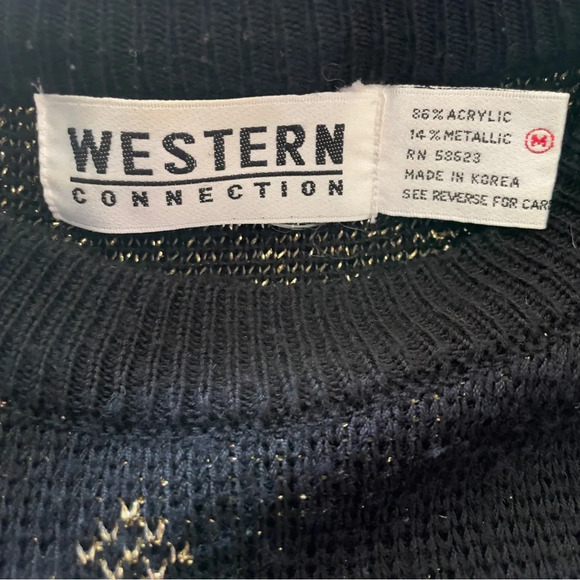 WESTERN
CONNECTION
86% ACRYLIC
14% METALLIC
M
RN 58623
MADE IN KOREA
SEE REVERSE FOR CAR